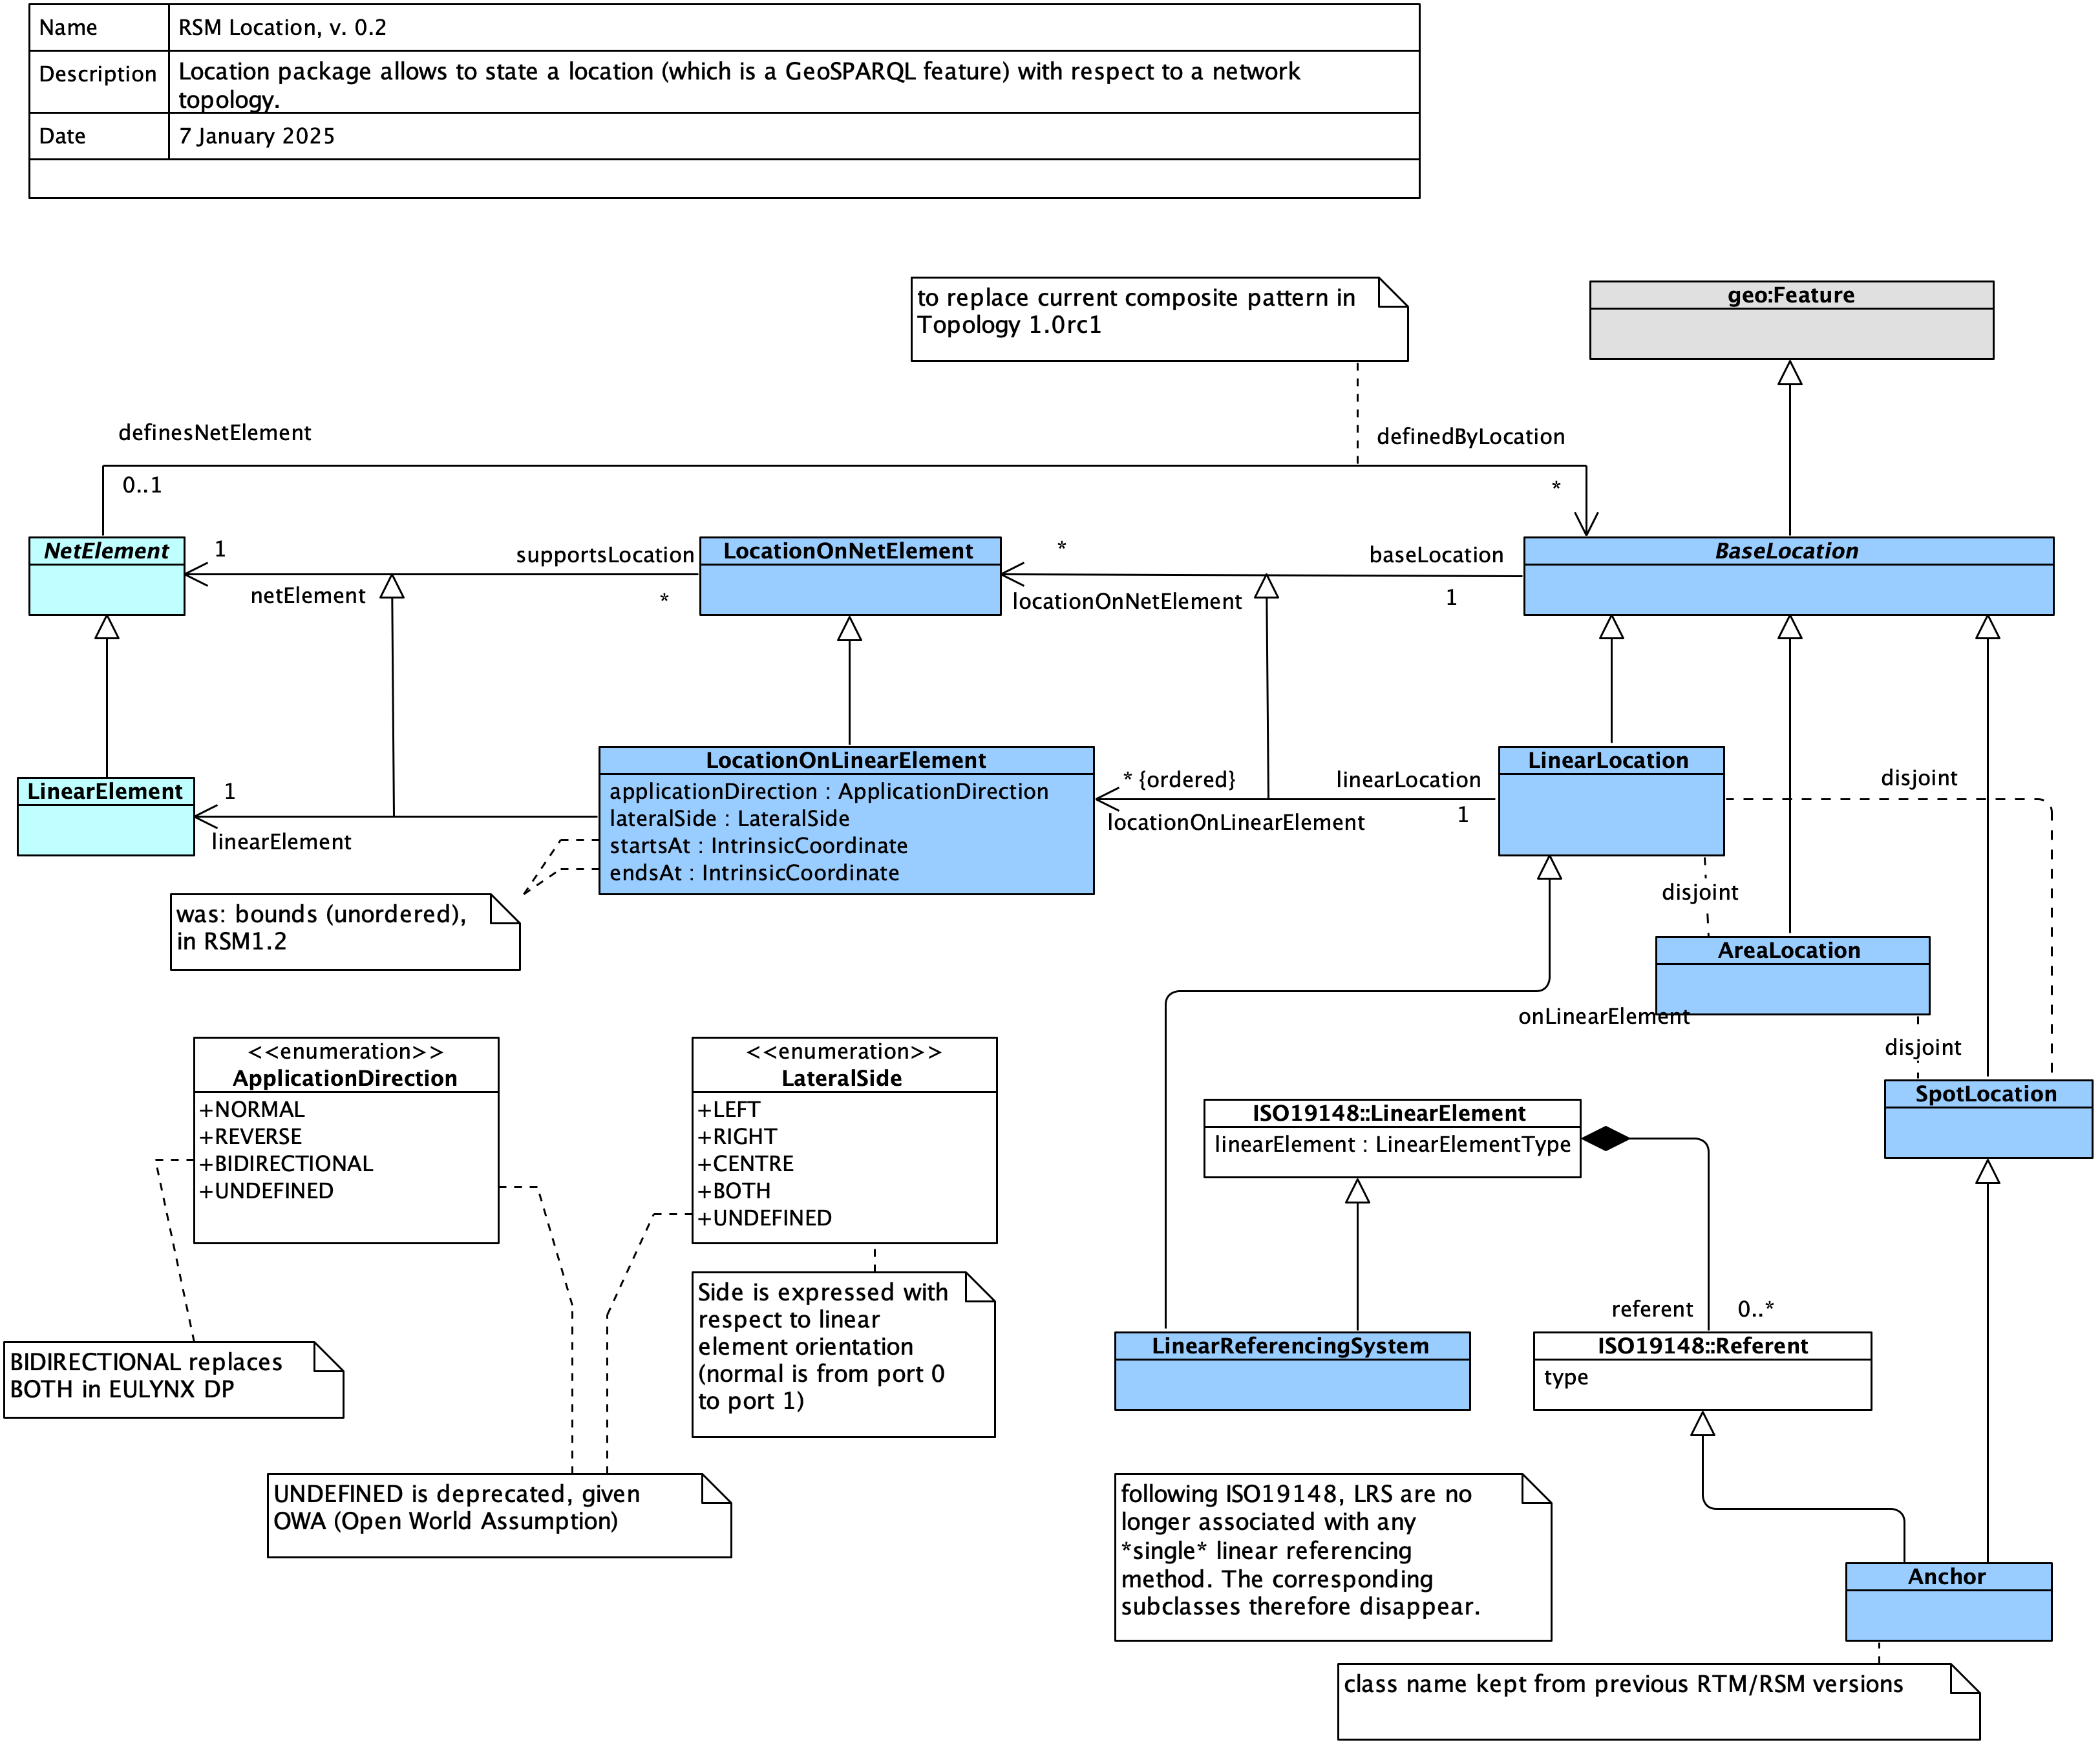 Name
RSM Location, v. 0.2
Description
Location package allows to state a location (which is a GeoSPARQL feature) with respect to a network
topology.
Date
7 January 2025
to replace current composite pattern in
Topology 1.0rc1
geo:Feature
definesNetElement
definedByLocation
0..1
*
NetElement
1
supportsLocation
LocationOnNetElement
*
baseLocation
BaseLocation
netElement
*
locationOnNetElement
1
LinearElement
1
linearElement
LocationOnLinearElement
applicationDirection : ApplicationDirection
lateralSide : LateralSide
startsAt : IntrinsicCoordinate
endsAt : IntrinsicCoordinate
* {ordered}
linearLocation
locationOnLinearElement
1
LinearLocation
disjoint
disjoint
was: bounds (unordered),
in RSM1.2
AreaLocation
onLinearElement
disjoint
<<enumeration>>
ApplicationDirection
+NORMAL
+REVERSE
+BIDIRECTIONAL
+UNDEFINED
<<enumeration>>
LateralSide
+LEFT
+RIGHT
+CENTRE
+BOTH
+UNDEFINED
SpotLocation
ISO19148::LinearElement
linearElement : LinearElementType
Side is expressed with
respect to linear
element orientation
(normal is from port 0
to port 1)
referent
0..*
BIDIRECTIONAL replaces
BOTH in EULYNX DP
LinearReferencingSystem
ISO19148::Referent
type
UNDEFINED is deprecated, given
OWA (Open World Assumption)
following ISO19148, LRS are no
longer associated with any
*single* linear referencing
method. The corresponding
subclasses therefore disappear.
Anchor
class name kept from previous RTM/RSM versions